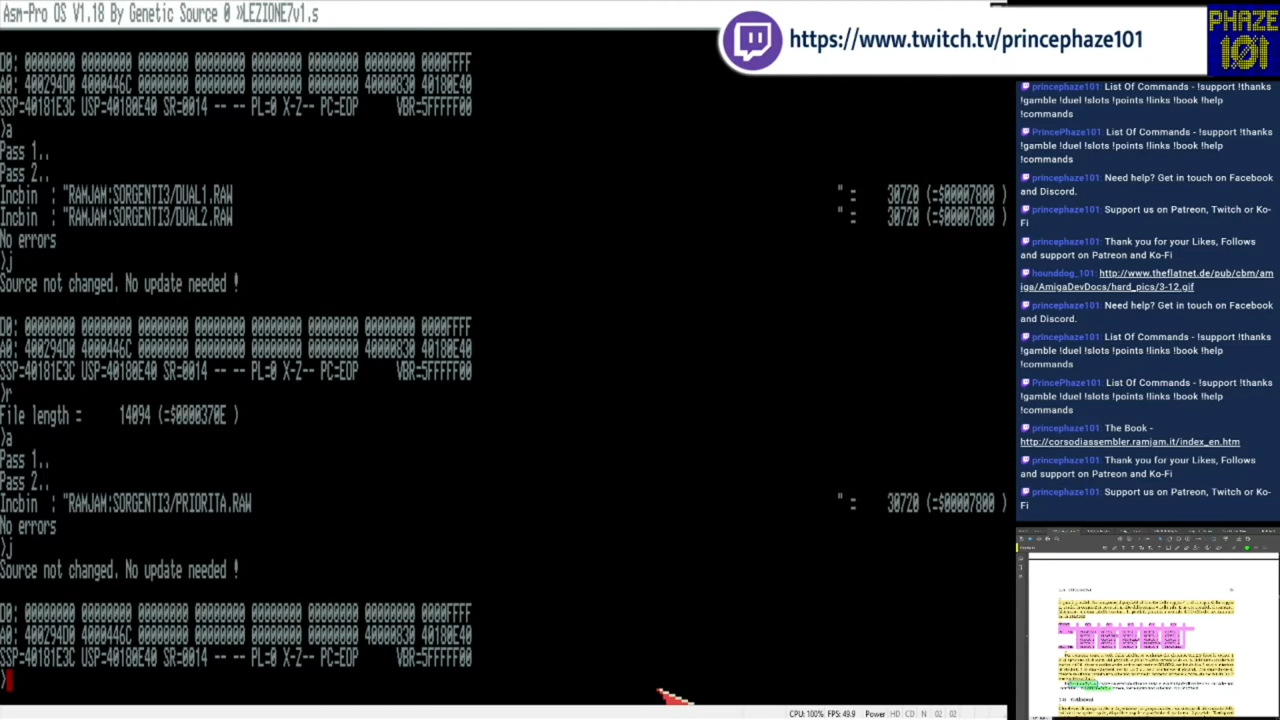 Asm-Pro OS V1.18 By Genetic Source 0 »LEZIONE7v1.s
D0: 00000000 00000000 00000000 00000000 00000000 00000000 00000000 0000FFFF
A0: 400294D0 4000446C 00000000 00000000 00000000 00000000 40000830 40180E40
SSP=40181E3C USP=40180E40 SR=0014 -- -- PL=0 X-Z-- PC=EOP VBR=5FFFFF00
>a
Pass 1..
Pass 2..
Incbin : "RAMJAM:SORGENTI3/DUAL1.RAW " = 30720 (=$00007800 )
Incbin : "RAMJAM:SORGENTI3/DUAL2.RAW " = 30720 (=$00007800 )
No errors
>j
Source not changed. No update needed !
D0: 00000000 00000000 00000000 00000000 00000000 00000000 00000000 0000FFFF
A0: 400294D0 4000446C 00000000 00000000 00000000 00000000 40000830 40180E40
SSP=40181E3C USP=40180E40 SR=0014 -- -- PL=0 X-Z-- PC=EOP VBR=5FFFFF00
>r
File length = 14094 (=$0000370E )
>a
Pass 1..
Pass 2..
Incbin : "RAMJAM:SORGENTI3/PRIORITA.RAW " = 30720 (=$00007800 )
No errors
>j
Source not changed. No update needed !
D0: 00000000 00000000 00000000 00000000 00000000 00000000 00000000 0000FFFF
A0: 400294D0 4000446C 00000000 00000000 00000000 00000000 40000830 40180E40
SSP=40181E3C USP=40180E40 SR=0014 -- -- PL=0 X-Z-- PC=EOP VBR=5FFFFF00
>
CPU: 100% FPS: 49.9 Power HD CD N 02 02
https://www.twitch.tv/princephaze101
PHAZE
101
princephaze101: List Of Commands - !support !thanks
!gamble !duel !slots !points !links !book !help
!commands
PrincePhaze101: List Of Commands - !support !thanks
!gamble !duel !slots !points !links !book !help
!commands
princephaze101: Need help? Get in touch on Facebook
and Discord.
princephaze101: Support us on Patreon, Twitch or Ko-
Fi
princephaze101: Thank you for your Likes, Follows
and support on Patreon and Ko-Fi
hounddog_101: http://www.theflatnet.de/pub/cbm/am
iga/AmigaDevDocs/hard_pics/3-12.gif
princephaze101: Need help? Get in touch on Facebook
and Discord.
princephaze101: List Of Commands - !support !thanks
!gamble !duel !slots !points !links !book !help
!commands
PrincePhaze101: List Of Commands - !support !thanks
!gamble !duel !slots !points !links !book !help
!commands
princephaze101: The Book -
http://corsodiassembler.ramjam.it/index_en.htm
princephaze101: Thank you for your Likes, Follows
and support on Patreon and Ko-Fi
princephaze101: Support us on Patreon, Twitch or Ko-
Fi